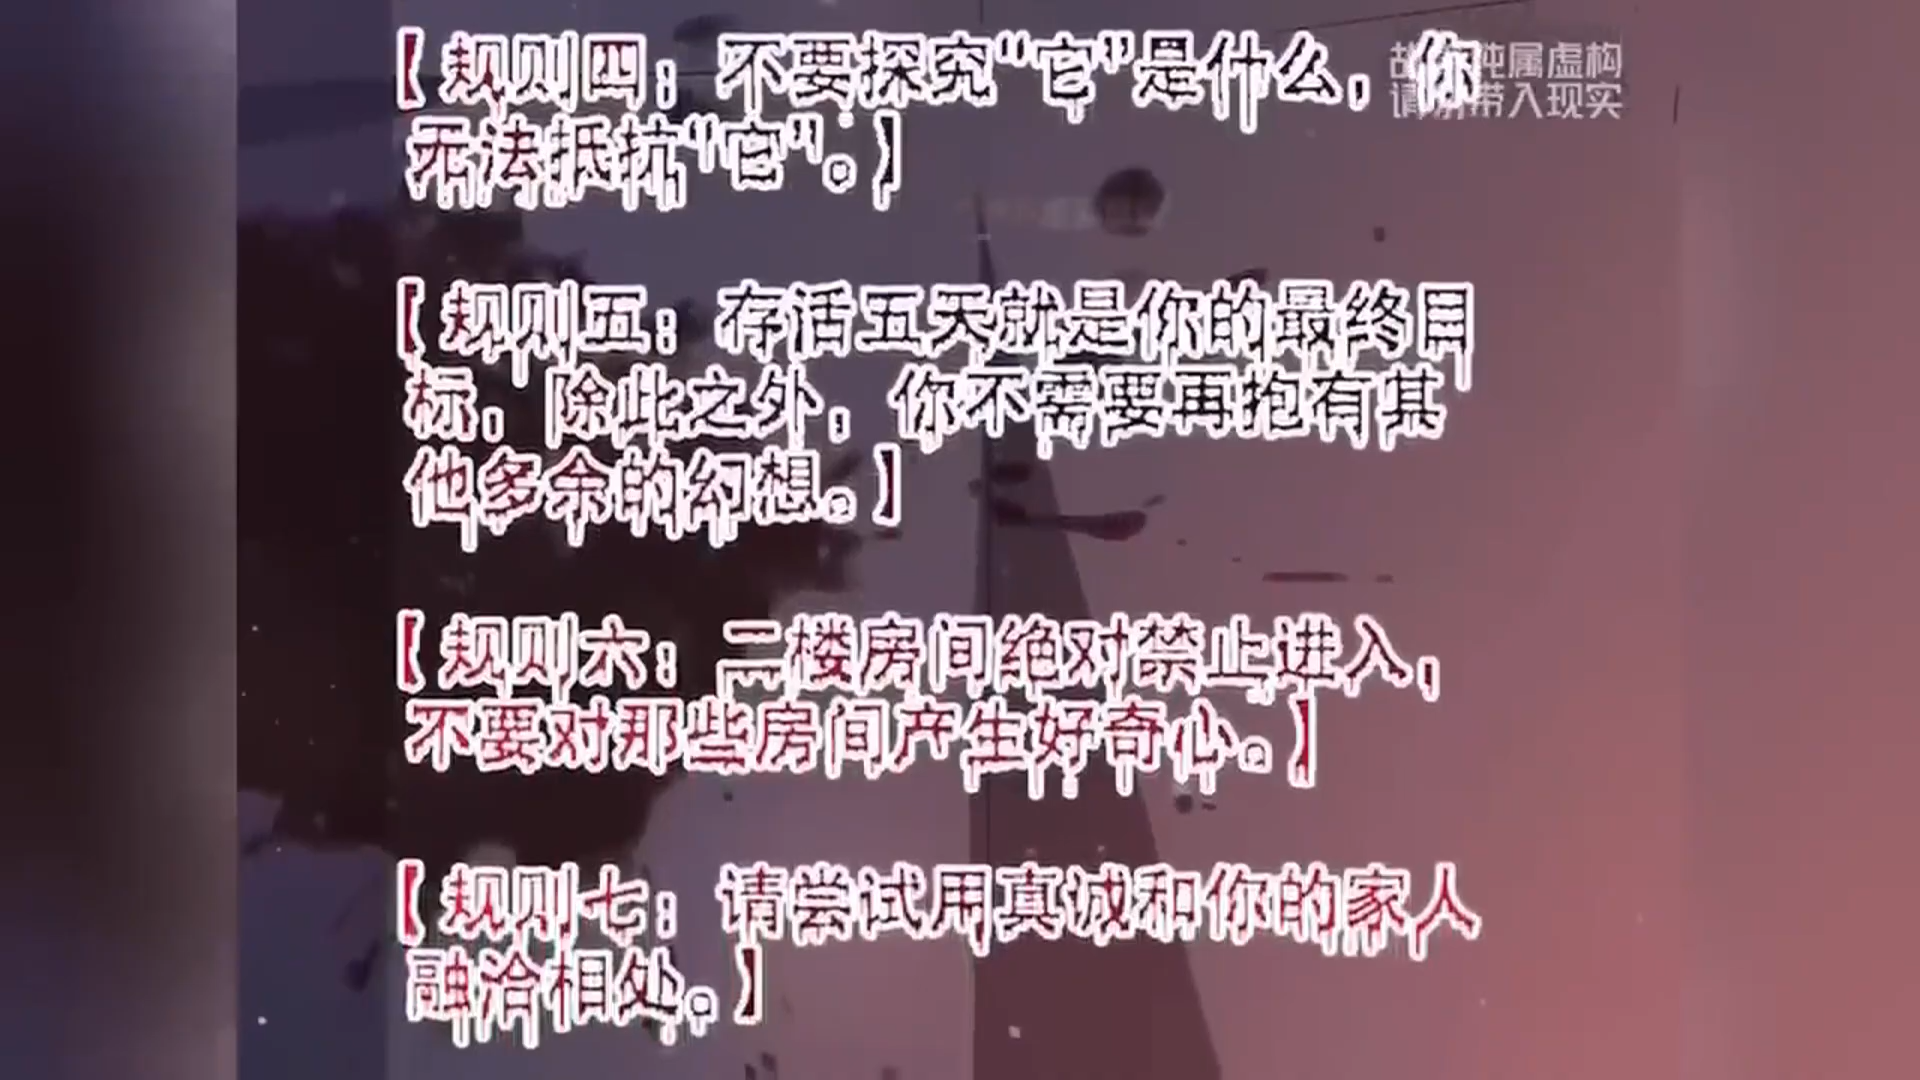 【规则四：不要探究“它”是什么，你
无法抵抗“它”。】
纯属虚构
带入现实
【规则五：存活五天就是你的最终目
标，除此之外，你不需要再抱有其
他多余的幻想。】
【规则六：二楼房间绝对禁止进入，
不要对那些房间产生好奇心。】
【规则七：请尝试用真诚和你的家人
融洽相处。】